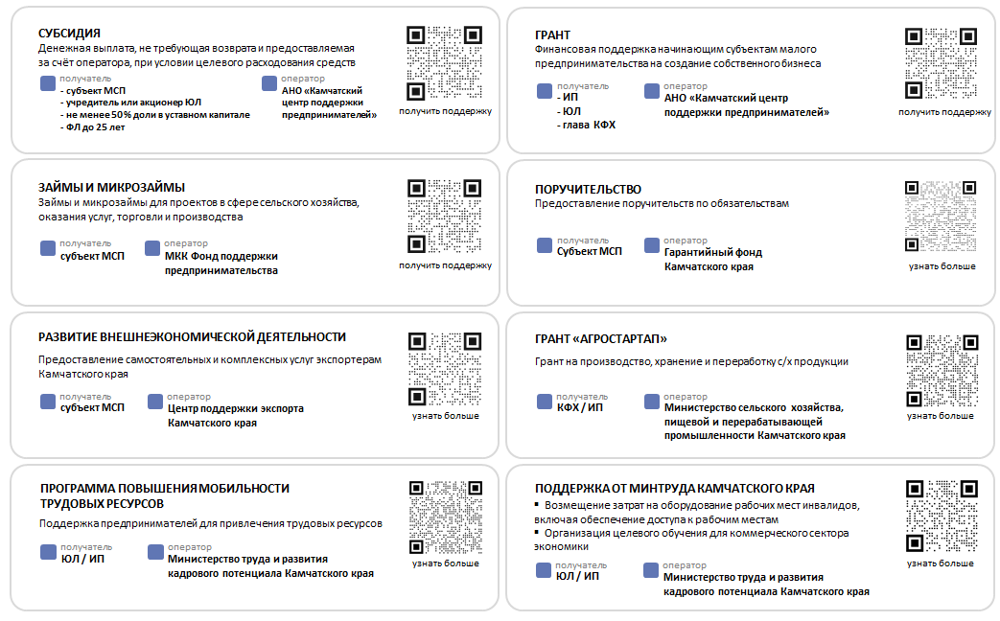 СУБСИДИЯ
Денежная выплата, не требующая возврата и предоставляемая
за счёт оператора, при условии целевого расходования средств
получатель
- субъект МСП
- учредитель или акционер ЮЛ
- не менее 50% доли в уставном капитале
- ФЛ до 25 лет
оператор
АНО «Камчатский
центр поддержки
предпринимателей»
получить поддержку
ГРАНТ
Финансовая поддержка начинающим субъектам малого
предпринимательства на создание собственного бизнеса
получатель
- ИП
- ЮЛ
- глава КФХ
оператор
АНО «Камчатский центр
поддержки предпринимателей»
получить поддержку
ЗАЙМЫ И МИКРОЗАЙМЫ
Займы и микрозаймы для проектов в сфере сельского хозяйства,
оказания услуг, торговли и производства
получатель
субъект МСП
оператор
МКК Фонд поддержки
предпринимательства
получить поддержку
ПОРУЧИТЕЛЬСТВО
Предоставление поручительств по обязательствам
получатель
Субъект МСП
оператор
Гарантийный фонд
Камчатского края
узнать больше
РАЗВИТИЕ ВНЕШНЕЭКОНОМИЧЕСКОЙ ДЕЯТЕЛЬНОСТИ
Предоставление самостоятельных и комплексных услуг экспортерам
Камчатского края
получатель
субъект МСП
оператор
Центр поддержки экспорта
Камчатского края
узнать больше
ГРАНТ «АГРОСТАРТАП»
Грант на производство, хранение и переработку с/х продукции
получатель
КФХ / ИП
оператор
Министерство сельского хозяйства,
пищевой и перерабатывающей
промышленности Камчатского края
узнать больше
ПРОГРАММА ПОВЫШЕНИЯ МОБИЛЬНОСТИ
ТРУДОВЫХ РЕСУРСОВ
Поддержка предпринимателей для привлечения трудовых ресурсов
получатель
ЮЛ / ИП
оператор
Министерство труда и развития
кадрового потенциала Камчатского края
узнать больше
ПОДДЕРЖКА ОТ МИНТРУДА КАМЧАТСКОГО КРАЯ
▪ Возмещение затрат на оборудование рабочих мест инвалидов,
включая обеспечение доступа к рабочим местам
▪ Организация целевого обучения для коммерческого сектора
экономики
получатель
ЮЛ / ИП
оператор
Министерство труда и развития
кадрового потенциала Камчатского края
узнать больше